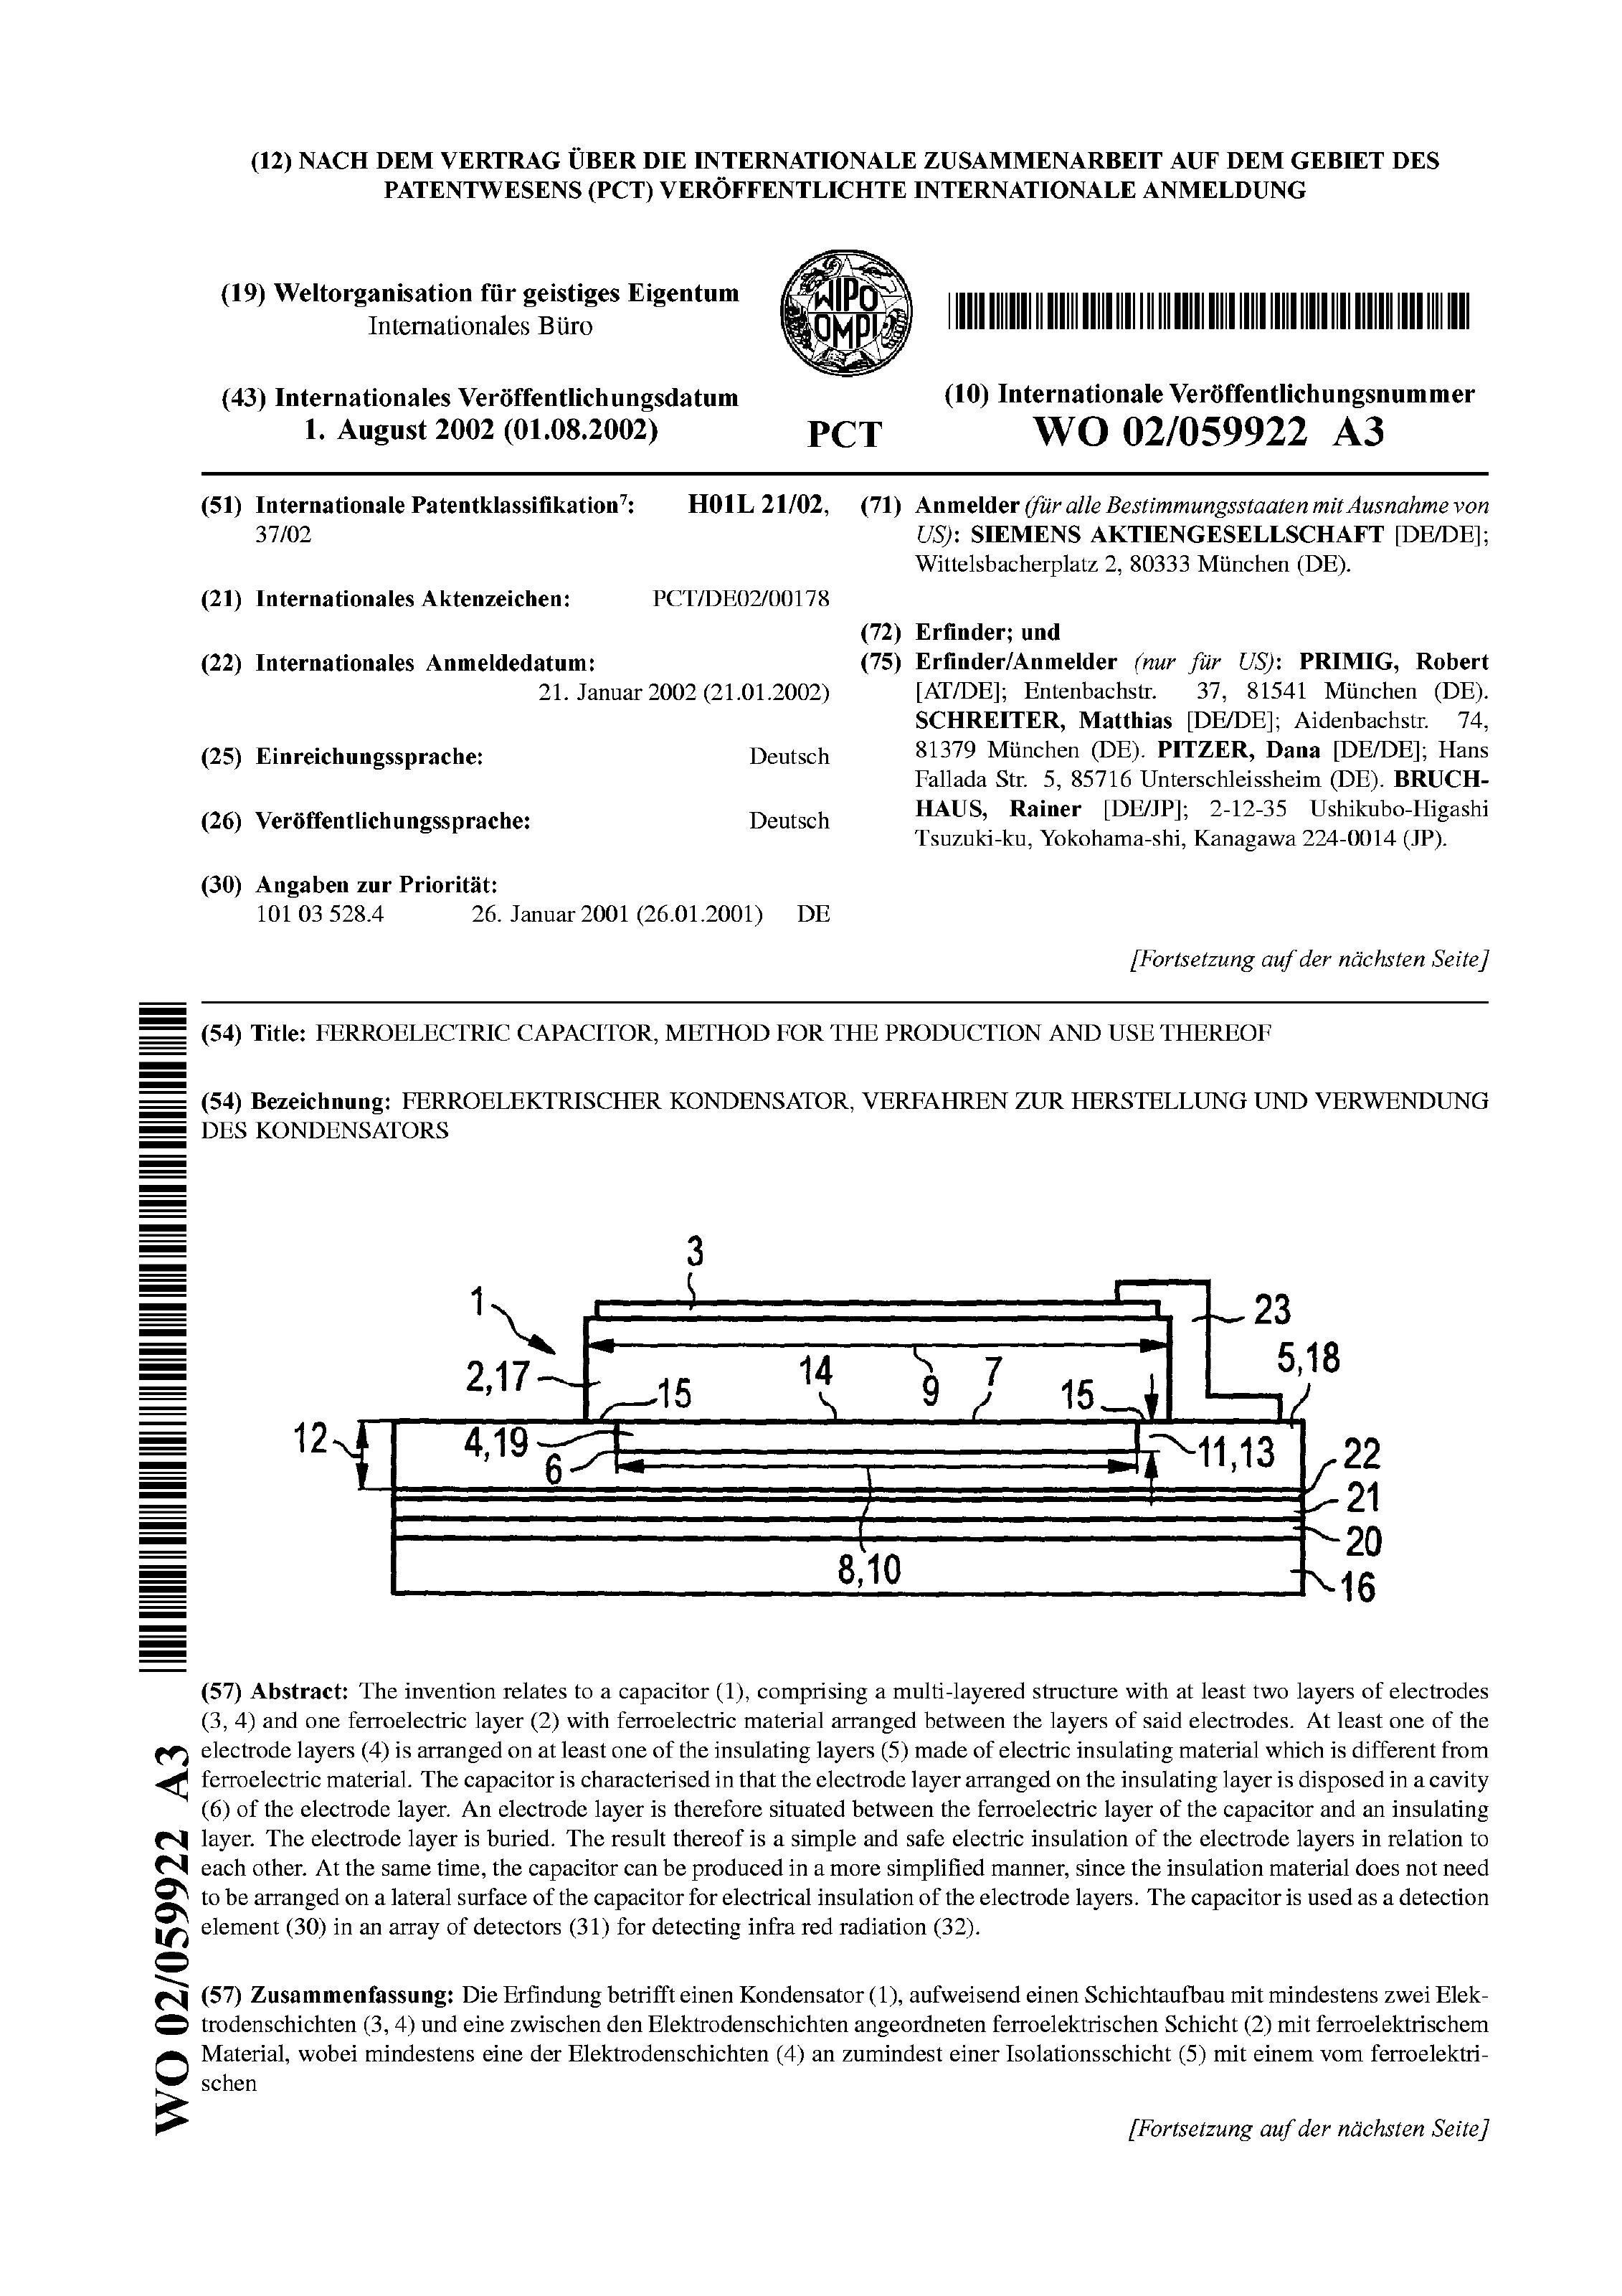 (12) NACH DEM VERTRAG ÜBER DIE INTERNATIONALE ZUSAMMENARBEIT AUF DEM GEBIET DES
PATENTWESENS (PCT) VERÖFFENTLICHTE INTERNATIONALE ANMELDUNG
(19) Weltorganisation für geistiges Eigentum
Internationales Büro
WIPO
OMPI
(43) Internationales Veröffentlichungsdatum
1. August 2002 (01.08.2002)
PCT
(10) Internationale Veröffentlichungsnummer
WO 02/059922 A3
(51) Internationale Patentklassifikation7: H01L 21/02,
37/02
(21) Internationales Aktenzeichen: PCT/DE02/00178
(22) Internationales Anmeldedatum:
21. Januar 2002 (21.01.2002)
(25) Einreichungssprache: Deutsch
(26) Veröffentlichungssprache: Deutsch
(30) Angaben zur Priorität:
101 03 528.4 26. Januar 2001 (26.01.2001) DE
(71) Anmelder (für alle Bestimmungsstaaten mit Ausnahme von
US): SIEMENS AKTIENGESELLSCHAFT [DE/DE];
Wittelsbacherplatz 2, 80333 München (DE).
(72) Erfinder; und
(75) Erfinder/Anmelder (nur für US): PRIMIG, Robert
[AT/DE]; Entenbachstr. 37, 81541 München (DE).
SCHREITER, Matthias [DE/DE]; Aidenbachstr. 74,
81379 München (DE). PITZER, Dana [DE/DE]; Hans
Fallada Str. 5, 85716 Unterschleissheim (DE). BRUCH-
HAUS, Rainer [DE/JP]; 2-12-35 Ushikubo-Higashi
Tsuzuki-ku, Yokohama-shi, Kanagawa 224-0014 (JP).
[Fortsetzung auf der nächsten Seite]
(54) Title: FERROELECTRIC CAPACITOR, METHOD FOR THE PRODUCTION AND USE THEREOF
(54) Bezeichnung: FERROELEKTRISCHER KONDENSATOR, VERFAHREN ZUR HERSTELLUNG UND VERWENDUNG
DES KONDENSATORS
3
1
23
2,17
14
9
7
5,18
15
15
12
4,19
6
11,13
22
21
20
8,10
16
(57) Abstract: The invention relates to a capacitor (1), comprising a multi-layered structure with at least two layers of electrodes
(3, 4) and one ferroelectric layer (2) with ferroelectric material arranged between the layers of said electrodes. At least one of the
electrode layers (4) is arranged on at least one of the insulating layers (5) made of electric insulating material which is different from
ferroelectric material. The capacitor is characterised in that the electrode layer arranged on the insulating layer is disposed in a cavity
(6) of the electrode layer. An electrode layer is therefore situated between the ferroelectric layer of the capacitor and an insulating
layer. The electrode layer is buried. The result thereof is a simple and safe electric insulation of the electrode layers in relation to
each other. At the same time, the capacitor can be produced in a more simplified manner, since the insulation material does not need
to be arranged on a lateral surface of the capacitor for electrical insulation of the electrode layers. The capacitor is used as a detection
element (30) in an array of detectors (31) for detecting infra red radiation (32).
(57) Zusammenfassung: Die Erfindung betrifft einen Kondensator (1), aufweisend einen Schichtaufbau mit mindestens zwei Elek-
trodenschichten (3, 4) und eine zwischen den Elektrodenschichten angeordneten ferroelektrischen Schicht (2) mit ferroelektrischem
Material, wobei mindestens eine der Elektrodenschichten (4) an zumindest einer Isolationsschicht (5) mit einem vom ferroelektri-
schen
[Fortsetzung auf der nächsten Seite]
WO 02/059922 A3